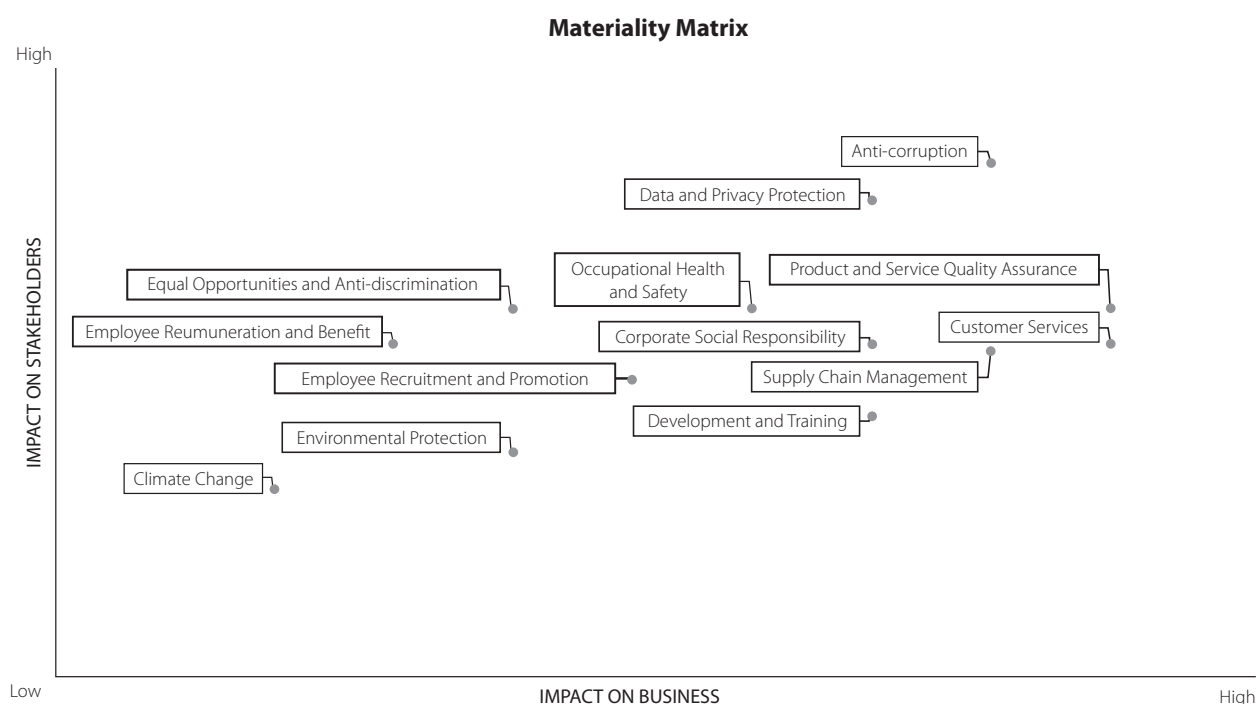 Materiality Matrix
High
Anti-corruption
Data and Privacy Protection
Occupational Health
and Safety
Product and Service Quality Assurance
Equal Opportunities and Anti-discrimination
Customer Services
Employee Reumuneration and Benefit
Corporate Social Responsibility
Employee Recruitment and Promotion
Supply Chain Management
Development and Training
Environmental Protection
Climate Change
IMPACT ON STAKEHOLDERS
Low
IMPACT ON BUSINESS
High